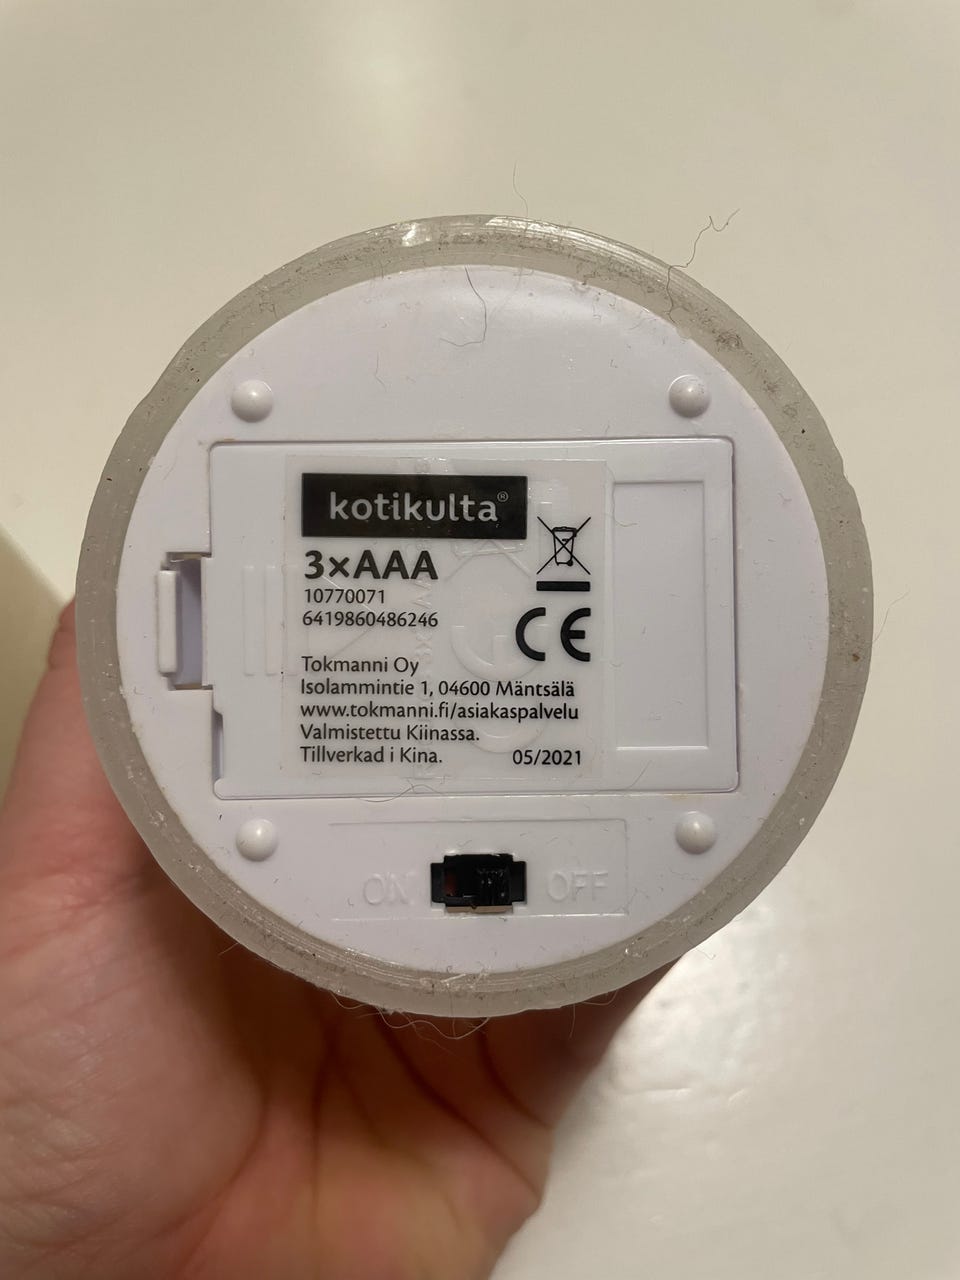 kotikulta®
3×AAA
10770071
6419860486246
CE
Tokmanni Oy
Isolammintie 1, 04600 Mäntsälä
www.tokmanni.fi/asiakaspalvelu
Valmistettu Kiinassa.
Tillverkad i Kina. 05/2021
ON OFF